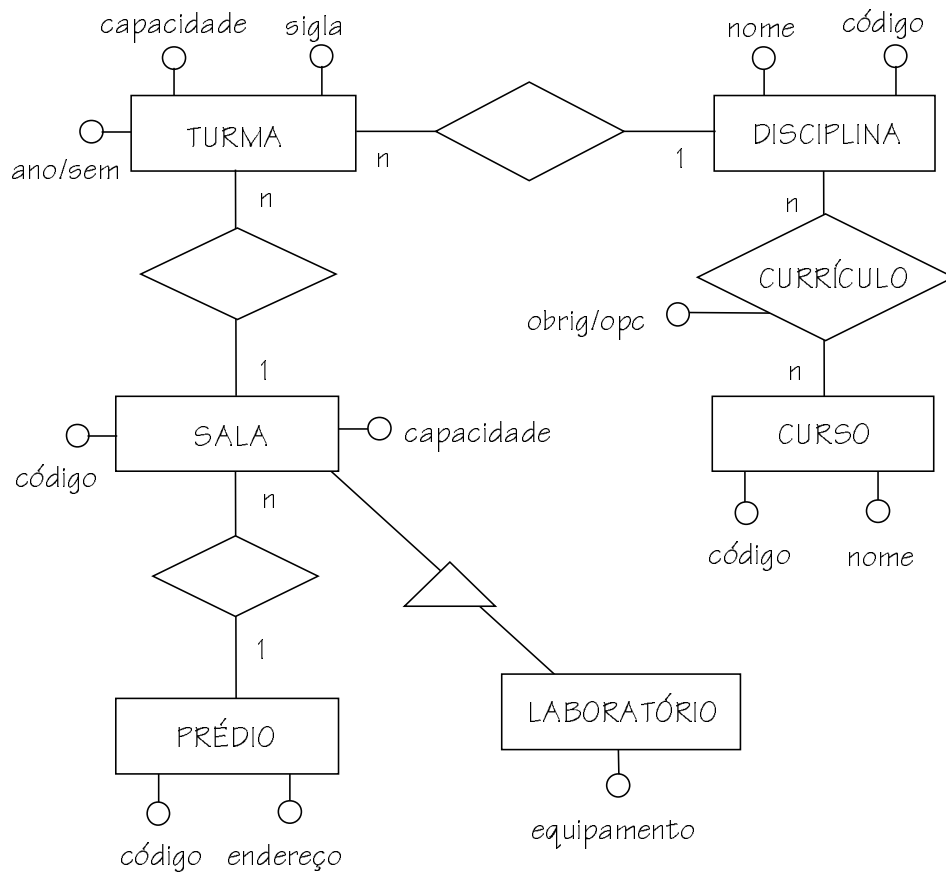 capacidade
sigla
nome
código
TURMA
DISCIPLINA
ano/sem
n
1
n
n
CURRÍCULO
obrig/opc
1
n
SALA
capacidade
CURSO
código
n
código
nome
1
LABORATÓRIO
PRÉDIO
equipamento
código
endereço